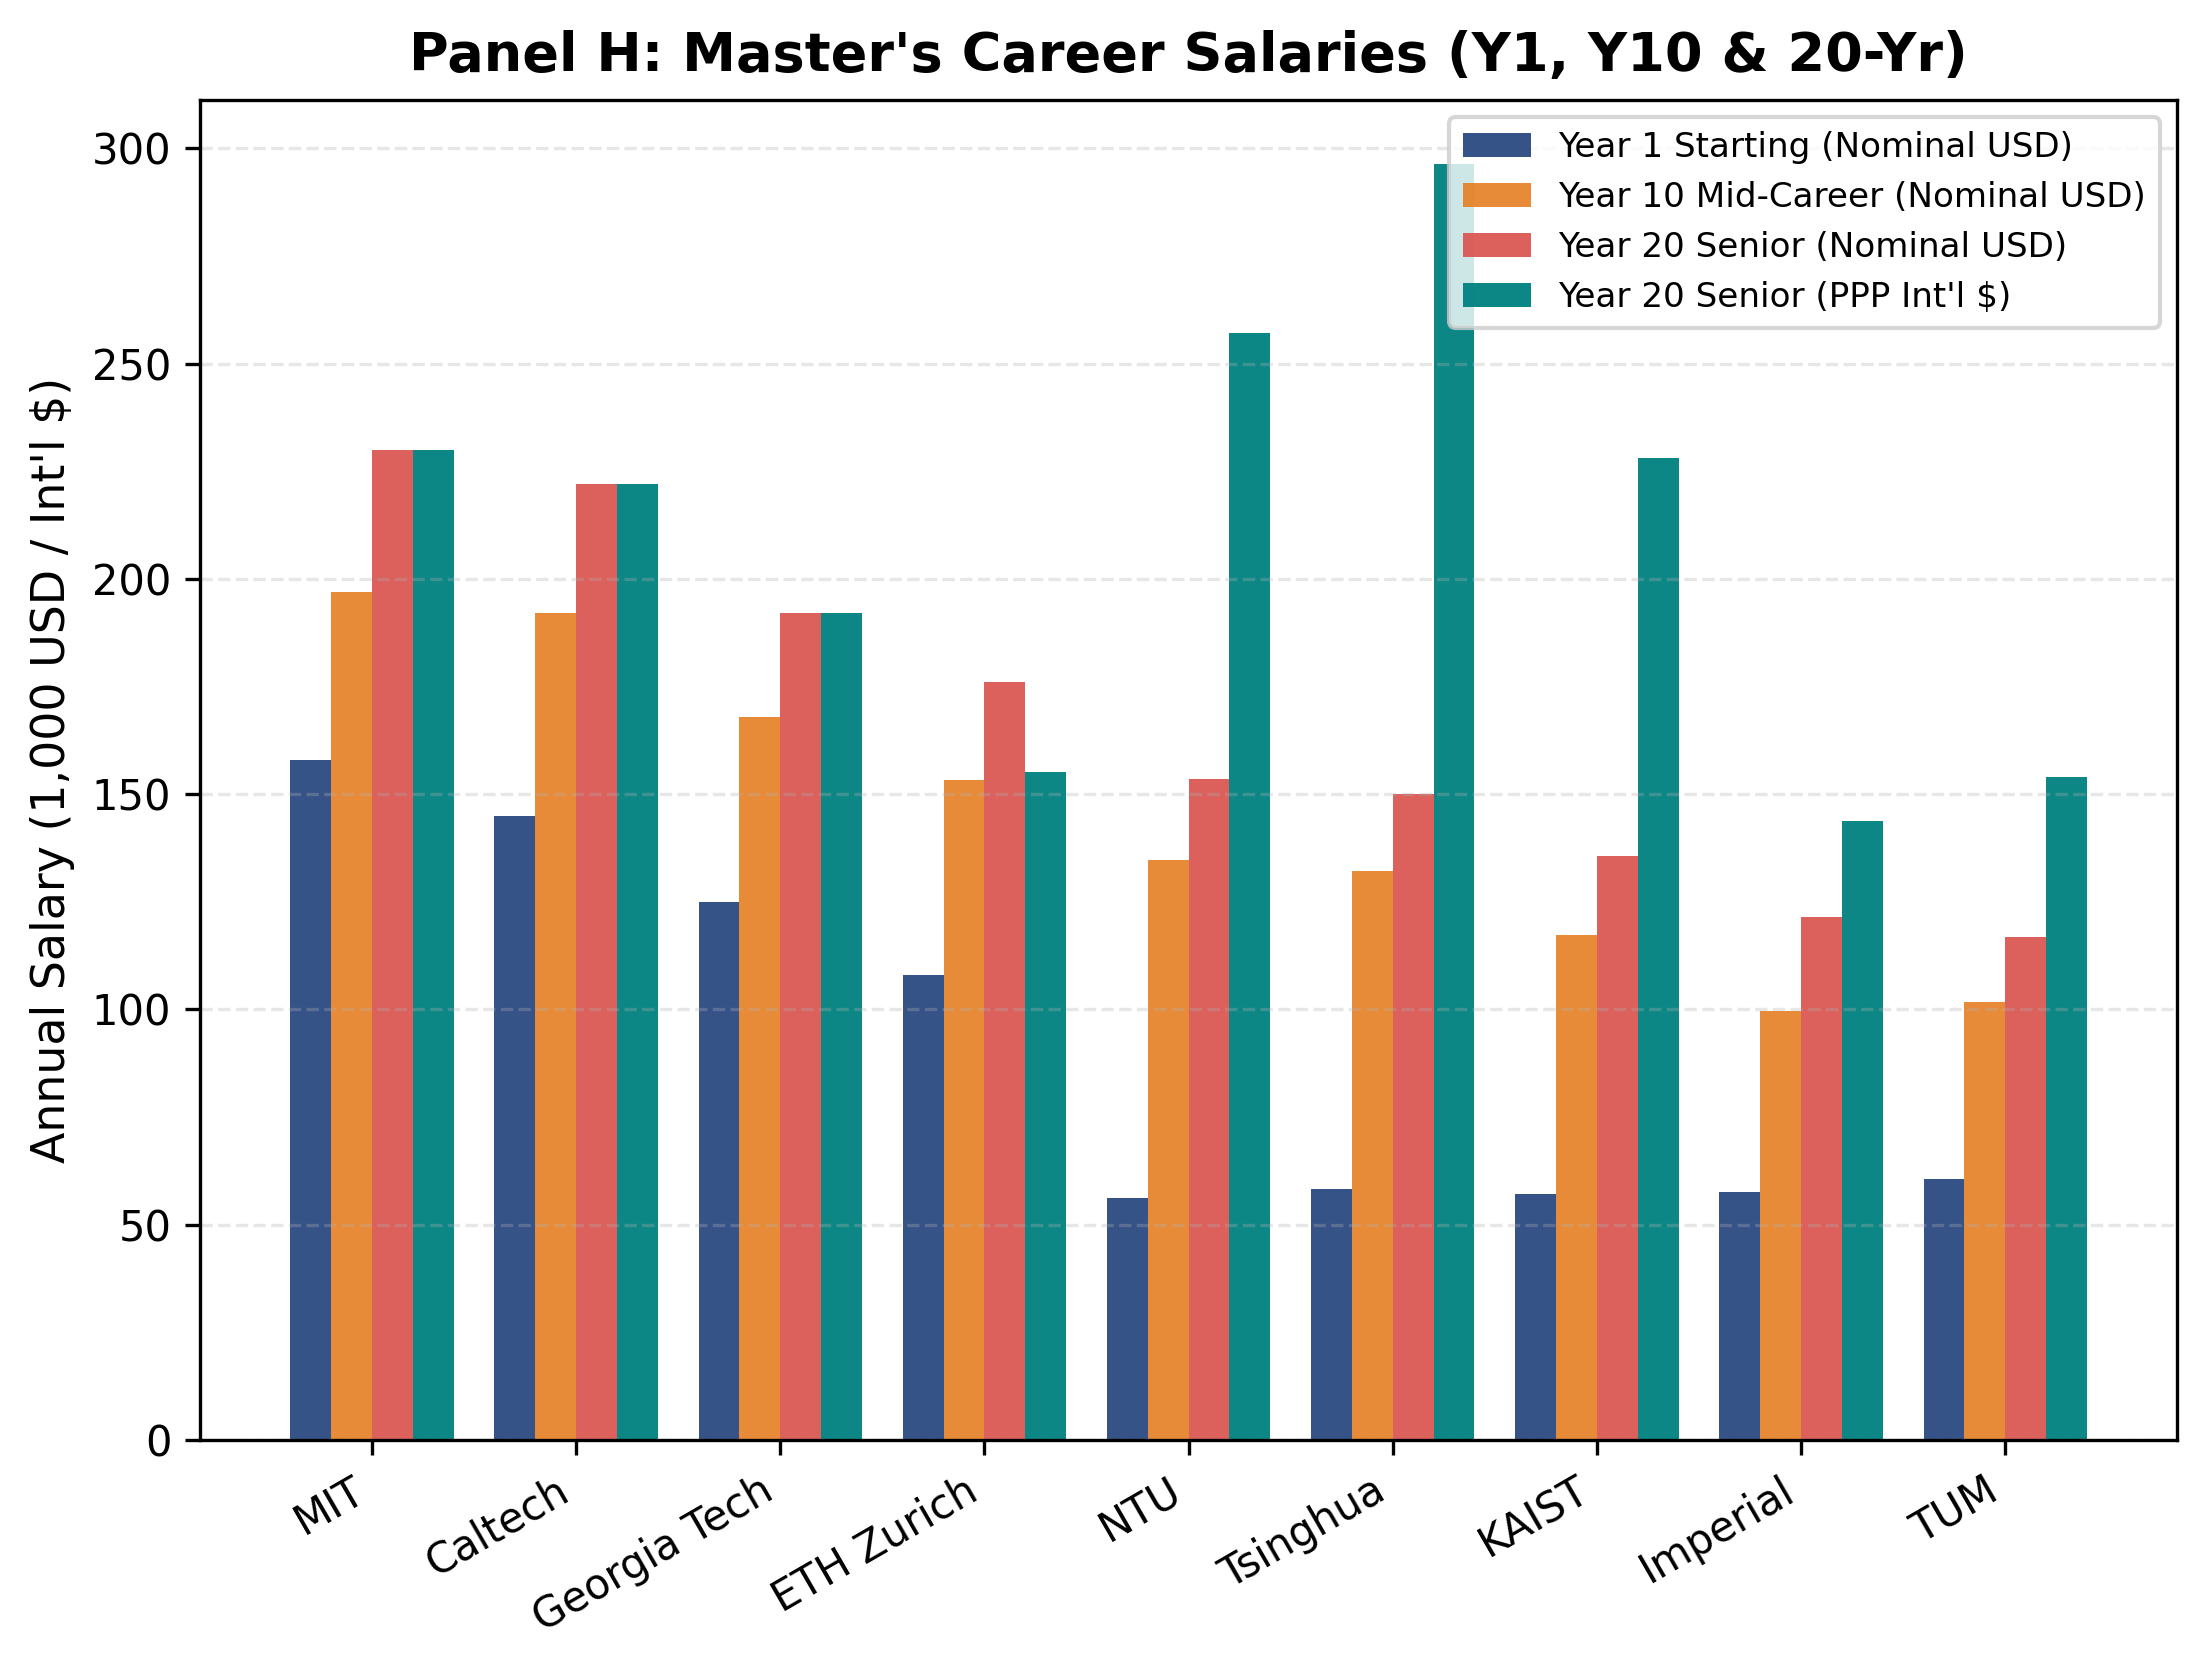 Panel H: Master's Career Salaries (Y1, Y10 & 20-Yr)
Annual Salary (1,000 USD / Int'l $)
300
250
200
150
100
50
0
Year 1 Starting (Nominal USD)
Year 10 Mid-Career (Nominal USD)
Year 20 Senior (Nominal USD)
Year 20 Senior (PPP Int'l $)
MIT
Caltech
Georgia Tech
ETH Zurich
NTU
Tsinghua
KAIST
Imperial
TUM